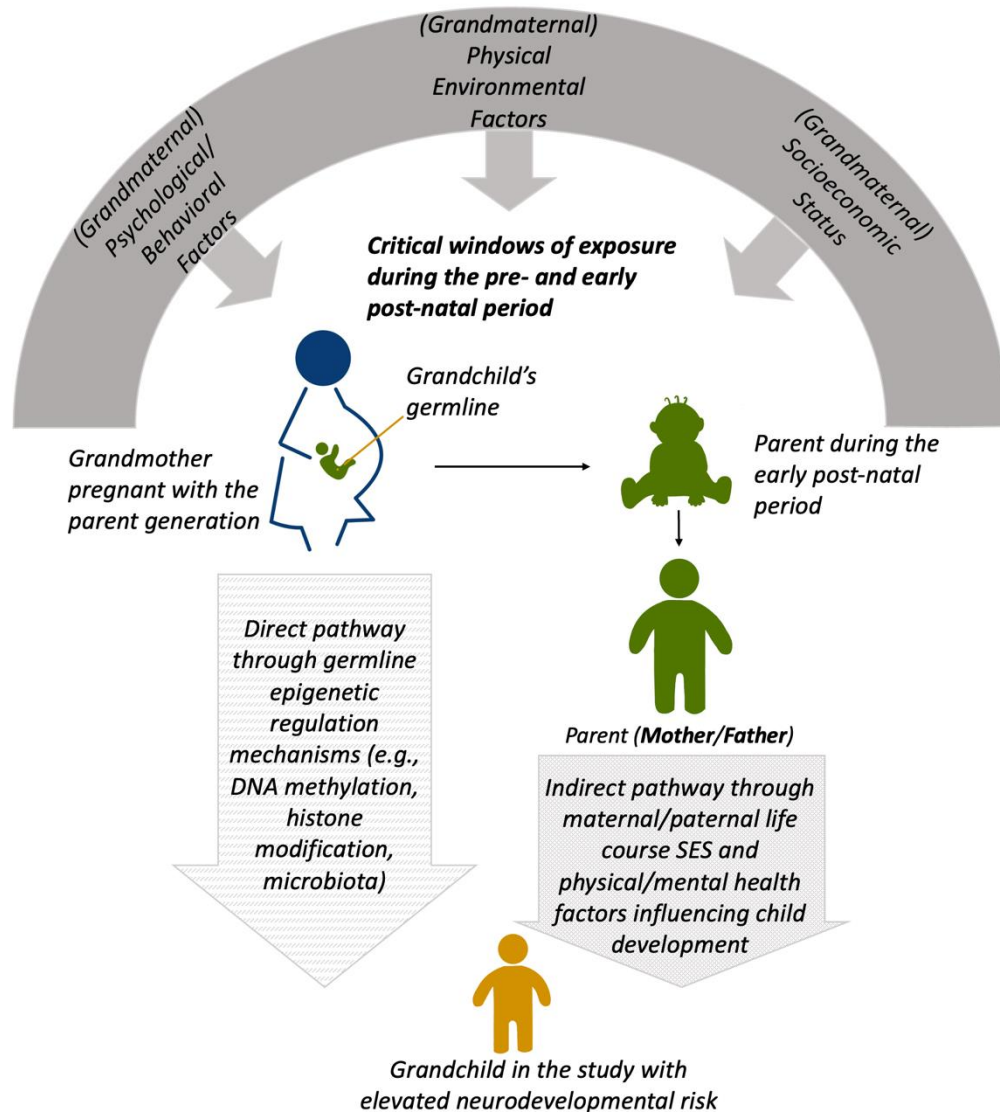 (Grandmaternal)
Physical
Environmental
Factors
(Grandmaternal)
Psychological/
Behavioral
Factors
(Grandmaternal)
Socioeconomic
Status
Critical windows of exposure
during the pre- and early
post-natal period
Grandchild’s
germline
Grandmother
pregnant with the
parent generation
Parent during the
early post-natal
period
Direct pathway
through germline
epigenetic
regulation
mechanisms (e.g.,
DNA methylation,
histone
modification,
microbiota)
Parent (Mother/Father)
Indirect pathway through
maternal/paternal life
course SES and
physical/mental health
factors influencing child
development
Grandchild in the study with
elevated neurodevelopmental risk